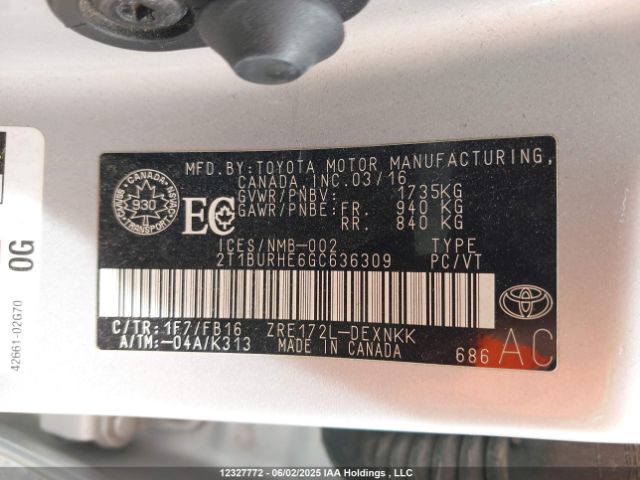 MFD.BY:TOYOTA MOTOR MANUFACTURING,
CANADA, INC.03/16
GVWR/PNBV: 1735KG
GAWR/PNBE:FR. 940 KG
RR. 840 KG
CANADA
930
TRANSPORT
EC
ICES/NMB-002 TYPE
2T1BURHE6GC636309 PC/VT
C/TR:1F7/FB16 ZRE172L-DEXNKK
A/TM:-04A/K313 MADE IN CANADA
686 AC
0G
42661-02G70
12327772 - 06/02/2025 IAA Holdings , LLC